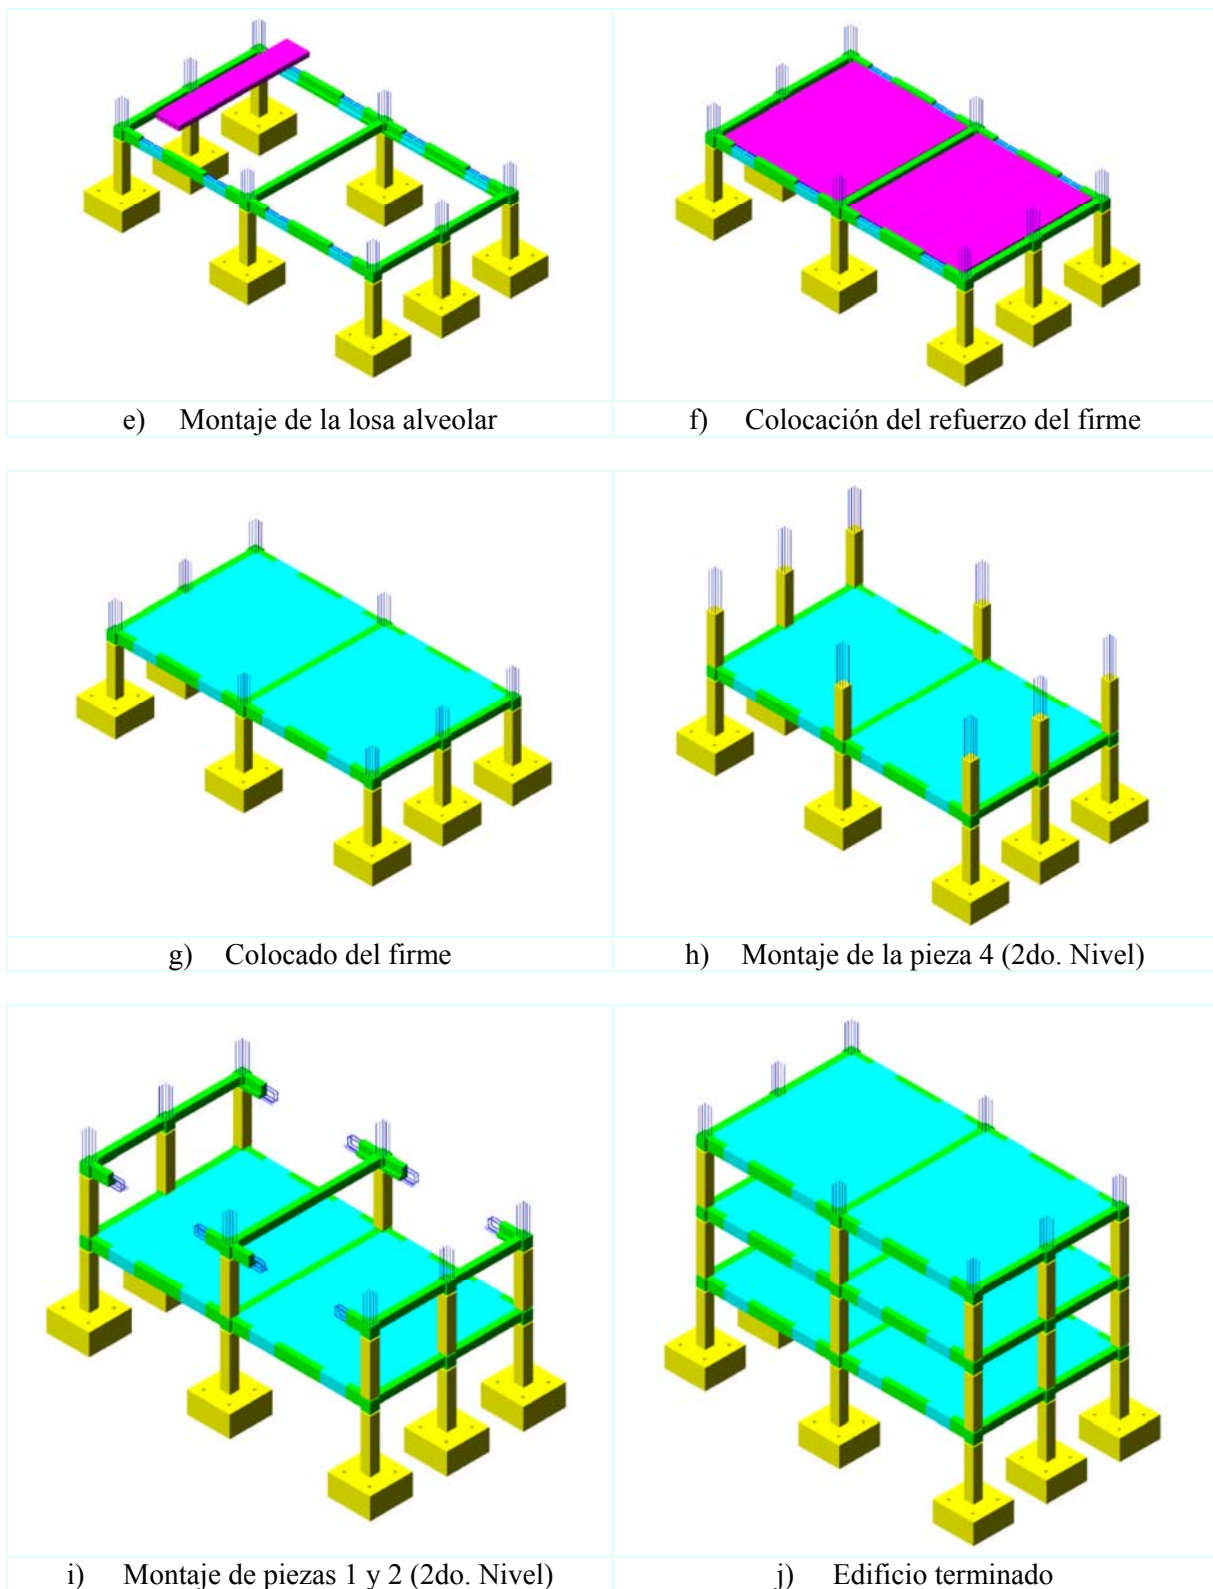 e) Montaje de la losa alveolar
f) Colocación del refuerzo del firme
g) Colocado del firme
h) Montaje de la pieza 4 (2do. Nivel)
i) Montaje de piezas 1 y 2 (2do. Nivel)
j) Edificio terminado